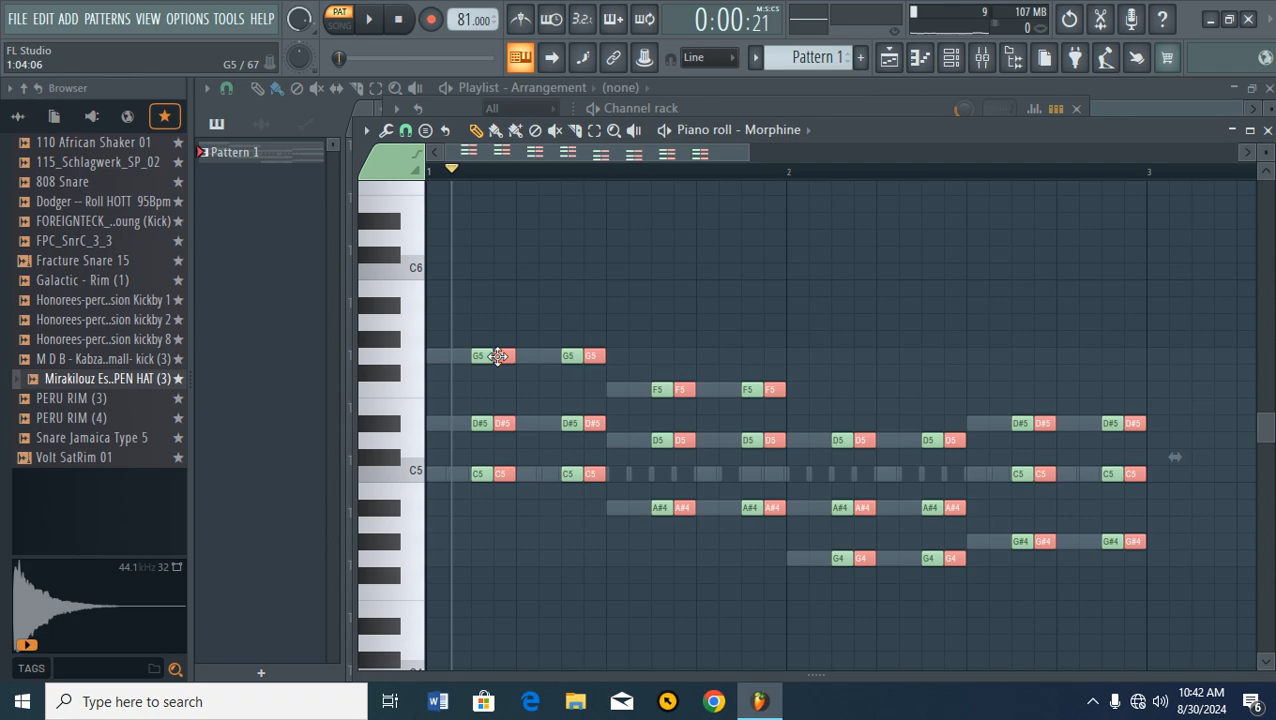 FILE EDIT ADD PATTERNS VIEW OPTIONS TOOLS HELP
PAT
SONG
81.000
3.2.
M:S:CS
0:00:21
9
107 MB
0
FL Studio
1:04:06
G5 / 67
Line
Pattern 1
Browser
Playlist - Arrangement
(none)
All
Channel rack
Piano roll - Morphine
110 African Shaker 01
115_Schlagwerk_SP_02
808 Snare
Dodger -- Roll HOTT 95Bpm
FOREIGNTECK_..oung (Kick)
FPC_SnrC_3_3
Fracture Snare 15
Galactic - Rim (1)
Honorees-perc..sion Kickby 1
Honorees-perc..sion kickby 2
Honorees-perc..sion kickby 8
M D B - Kabza..mall- kick (3)
Mirakilouz Es..PEN HAT (3)
PERU RIM (3)
PERU RIM (4)
Snare Jamaica Type 5
Volt SatRim 01
Pattern 1
1 2 3
C6
G5 G5 G5
F5 F5 F5 F5
D#5 D#5 D#5 D#5 D#5 D#5 D#5 D#5
D5 D5 D5 D5 D5 D5 D5 D5
C5 C5 C5 C5 C5 C5 C5 C5 C5
A#4 A#4 A#4 A#4 A#4 A#4 A#4 A#4
G#4 G#4 G#4 G#4
G4 G4 G4 G4
44.1kHz 32
TAGS
Type here to search
10:42 AM
8/30/2024
6